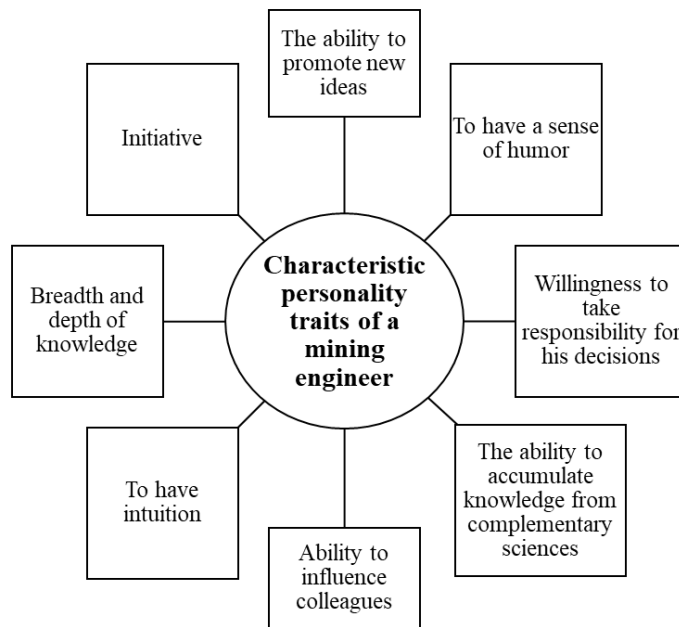 The ability to
promote new
ideas
Initiative
To have a sense
of humor
Characteristic
personality
traits of a
mining
engineer
Breadth and
depth of
knowledge
Willingness to
take
responsibility for
his decisions
To have
intuition
The ability to
accumulate
knowledge from
complementary
sciences
Ability to
influence
colleagues